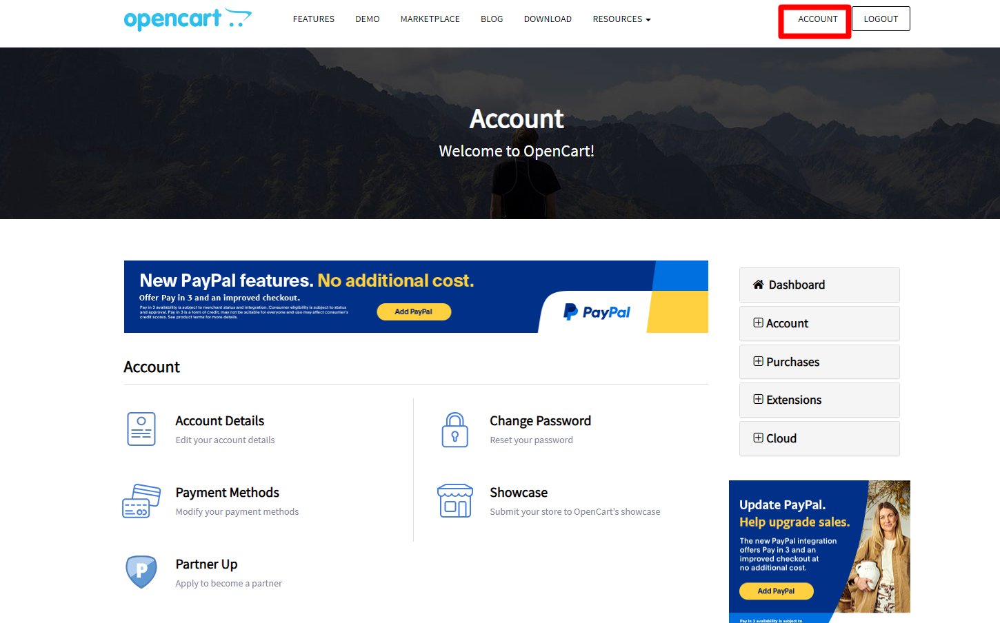 opencart
FEATURES
DEMO
MARKETPLACE
BLOG
DOWNLOAD
RESOURCES
ACCOUNT
LOGOUT
Account
Welcome to OpenCart!
New PayPal features. No additional cost.
Offer Pay in 3 and an improved checkout.
Pay in 3 availability is subject to merchant status and integration. Consumer eligibility is subject to status
and approval. Pay in 3 is a form of credit, may not be suitable for everyone and use may affect consumer's
credit scores. See product terms for more details.
Add PayPal
PayPal
Account
Account Details
Edit your account details
Change Password
Reset your password
Payment Methods
Modify your payment methods
Showcase
Submit your store to OpenCart's showcase
P
Partner Up
Apply to become a partner
Dashboard
Account
Purchases
Extensions
Cloud
Update PayPal.
Help upgrade sales.
The new PayPal integration
offers Pay in 3 and an
improved checkout at
no additional cost.
Add PayPal
Pay in 3 availability is subject to